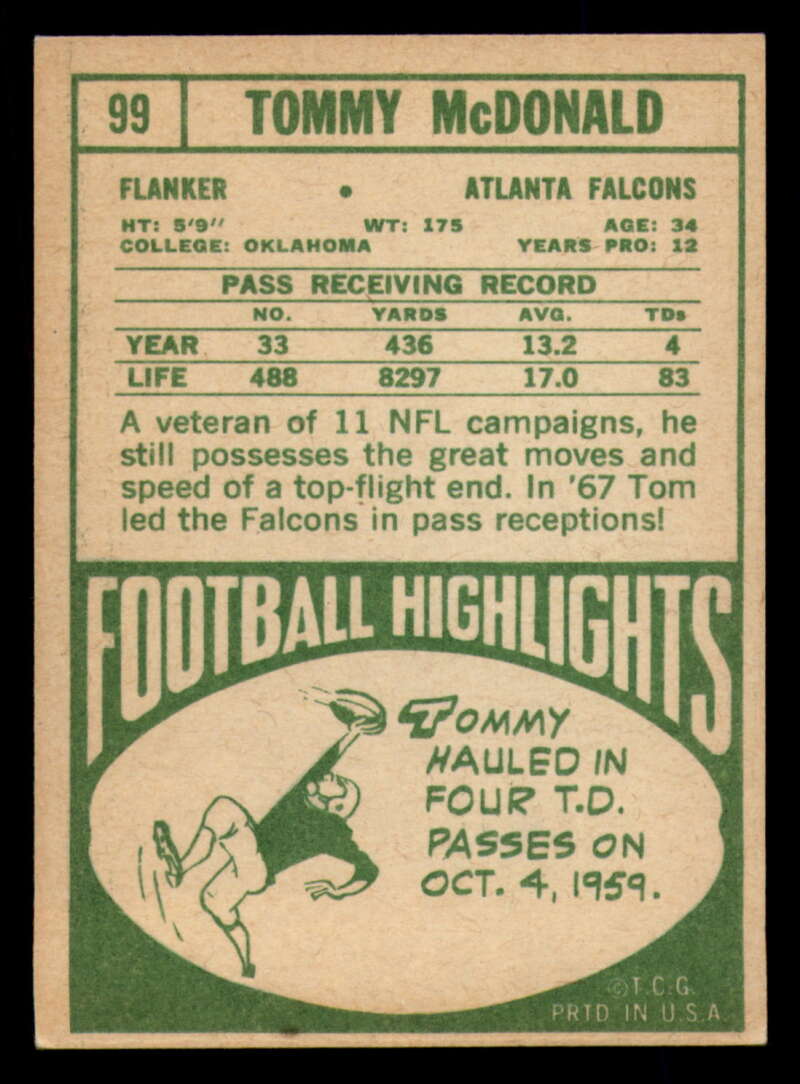 99 TOMMY McDONALD
FLANKER • ATLANTA FALCONS
HT: 5'9" WT: 175 AGE: 34
COLLEGE: OKLAHOMA YEARS PRO: 12
PASS RECEIVING RECORD
NO. YARDS AVG. TDs
YEAR 33 436 13.2 4
LIFE 488 8297 17.0 83
A veteran of 11 NFL campaigns, he
still possesses the great moves and
speed of a top-flight end. In '67 Tom
led the Falcons in pass receptions!
FOOTBALL HIGHLIGHTS
TOMMY
HAULED IN
FOUR T.D.
PASSES ON
OCT. 4, 1959.
©T.C.G.
PRTD IN U.S.A.